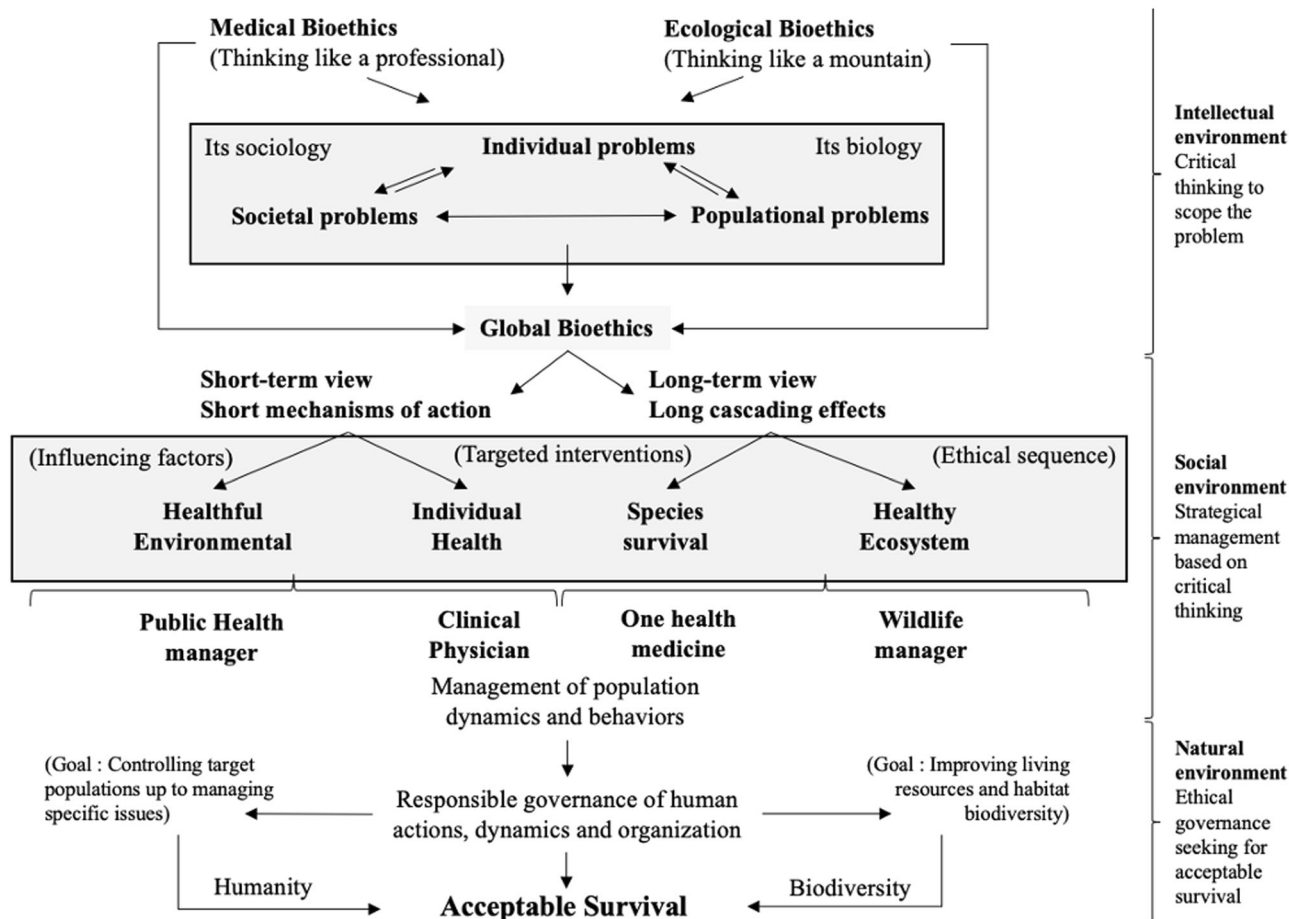 Medical Bioethics
(Thinking like a professional)
Ecological Bioethics
(Thinking like a mountain)
Its sociology
Individual problems
Its biology
Societal problems
Populational problems
Global Bioethics
Intellectual
environment
Critical
thinking to
scope the
problem
Short-term view
Short mechanisms of action
Long-term view
Long cascading effects
(Influencing factors)
(Targeted interventions)
(Ethical sequence)
Healthful
Environmental
Individual
Health
Species
survival
Healthy
Ecosystem
Public Health
manager
Clinical
Physician
One health
medicine
Wildlife
manager
Social
environment
Strategical
management
based on
critical
thinking
Management of population
dynamics and behaviors
(Goal : Controlling target
populations up to managing
specific issues)
Responsible governance of human
actions, dynamics and organization
(Goal : Improving living
resources and habitat
biodiversity)
Humanity
Acceptable Survival
Biodiversity
Natural
environment
Ethical
governance
seeking for
acceptable
survival